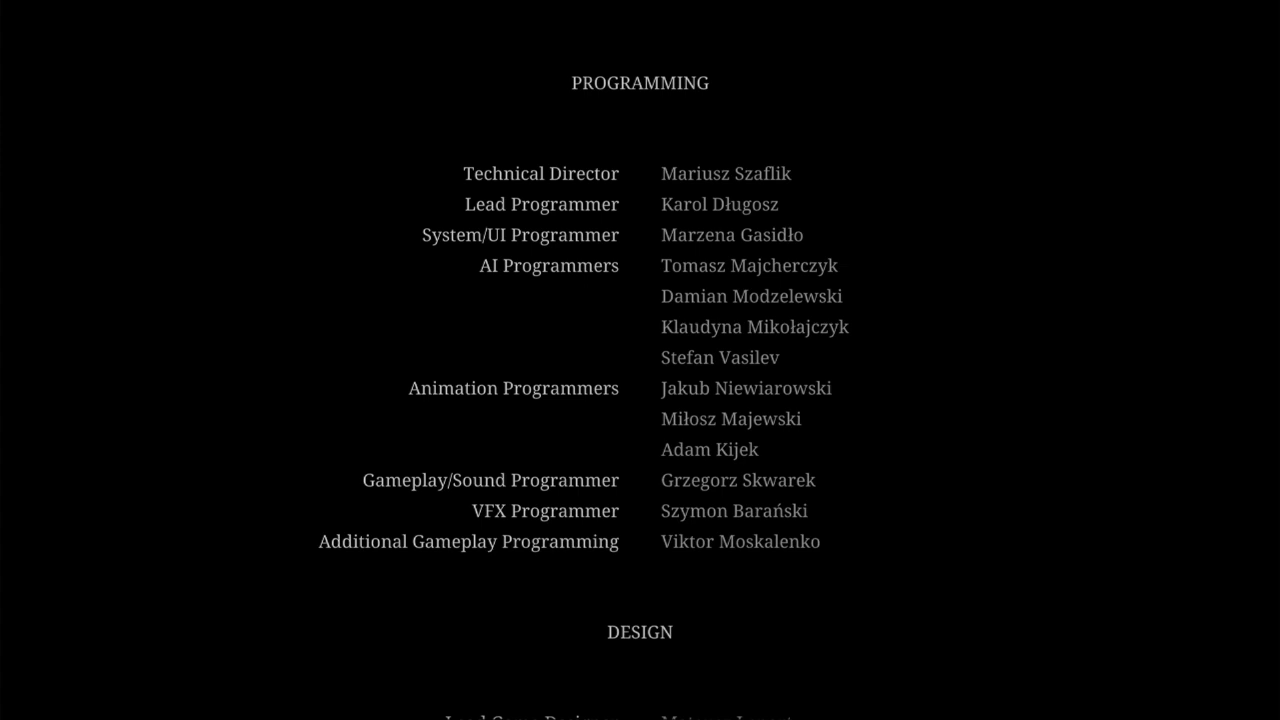 PROGRAMMING
Technical Director Mariusz Szaflik
Lead Programmer Karol Długosz
System/UI Programmer Marzena Gasidło
AI Programmers Tomasz Majcherczyk
Damian Modzelewski
Klaudyna Mikołajczyk
Stefan Vasilev
Animation Programmers Jakub Niewiarowski
Miłosz Majewski
Adam Kijek
Gameplay/Sound Programmer Grzegorz Skwarek
VFX Programmer Szymon Barański
Additional Gameplay Programming Viktor Moskalenko
DESIGN